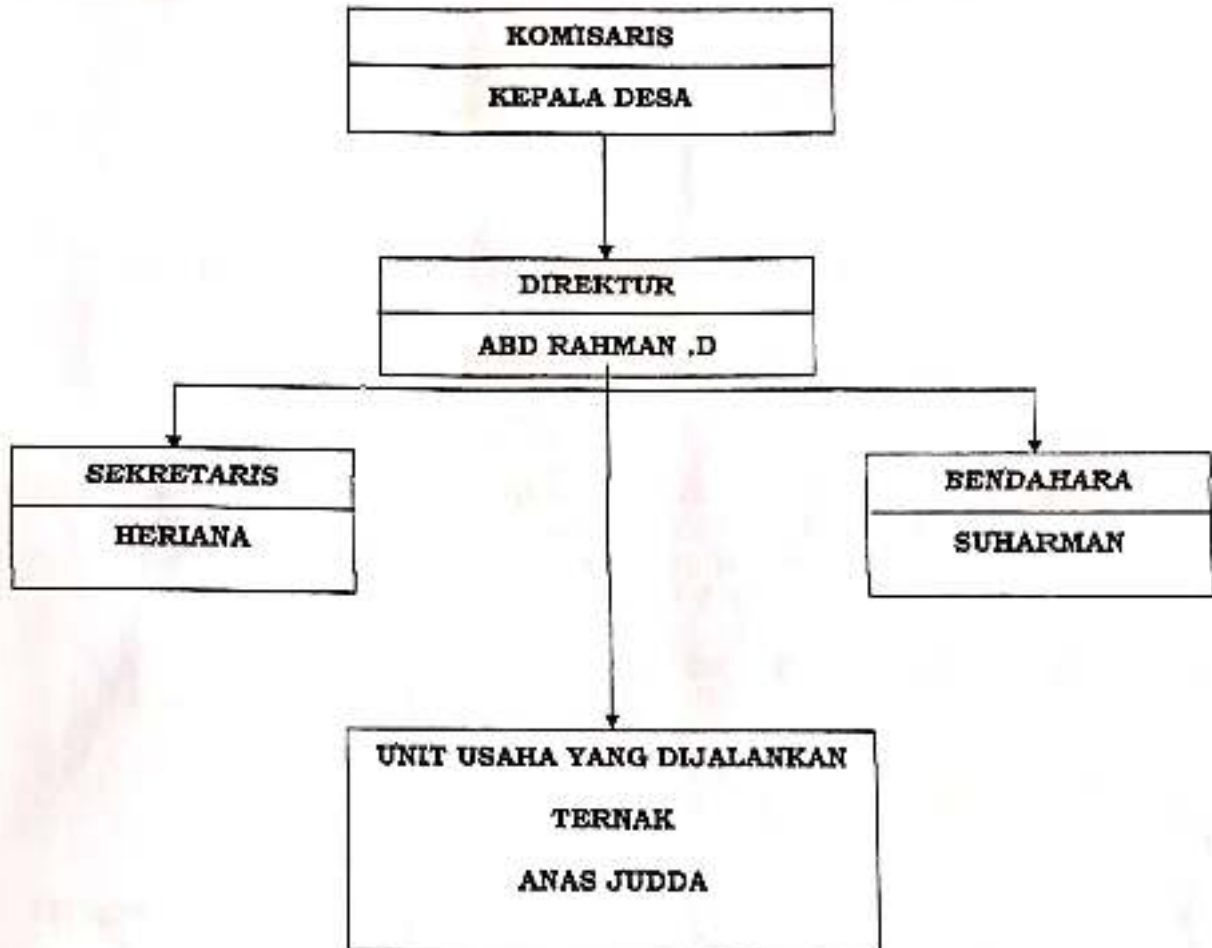 KOMISARIS
KEPALA DESA
DIREKTUR
ABD RAHMAN .D
SEKRETARIS
HERIANA
BENDAHARA
SUHARMAN
UNIT USAHA YANG DIJALANKAN
TERNAK
ANAS JUDDA